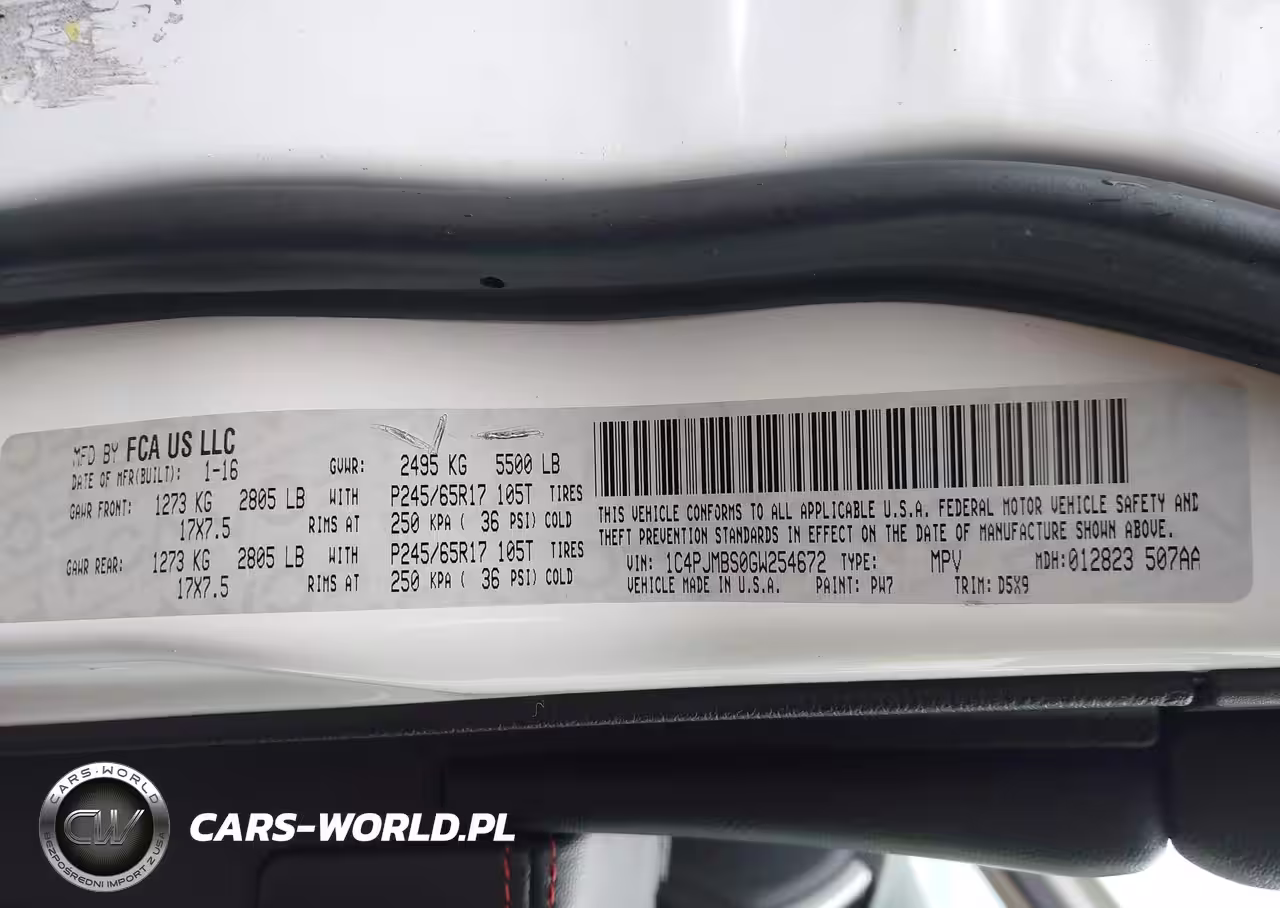 MFD BY FCA US LLC
DATE OF MFR(BUILT): 1-16
GVWR: 2495 KG 5500 LB
GAWR FRONT: 1273 KG 2805 LB WITH P245/65R17 105T TIRES
17X7.5 RIMS AT 250 KPA ( 36 PSI) COLD
GAWR REAR: 1273 KG 2805 LB WITH P245/65R17 105T TIRES
17X7.5 RIMS AT 250 KPA ( 36 PSI) COLD
THIS VEHICLE CONFORMS TO ALL APPLICABLE U.S.A. FEDERAL MOTOR VEHICLE SAFETY AND
THEFT PREVENTION STANDARDS IN EFFECT ON THE DATE OF MANUFACTURE SHOWN ABOVE.
VIN: 1C4PJMBS0GW254672 TYPE: MPV MDH:012823 507AA
VEHICLE MADE IN U.S.A. PAINT: PW7 TRIM: D5X9
CARS-WORLD
CW
BEZPOŚREDNI IMPORT Z USA
CARS-WORLD.PL